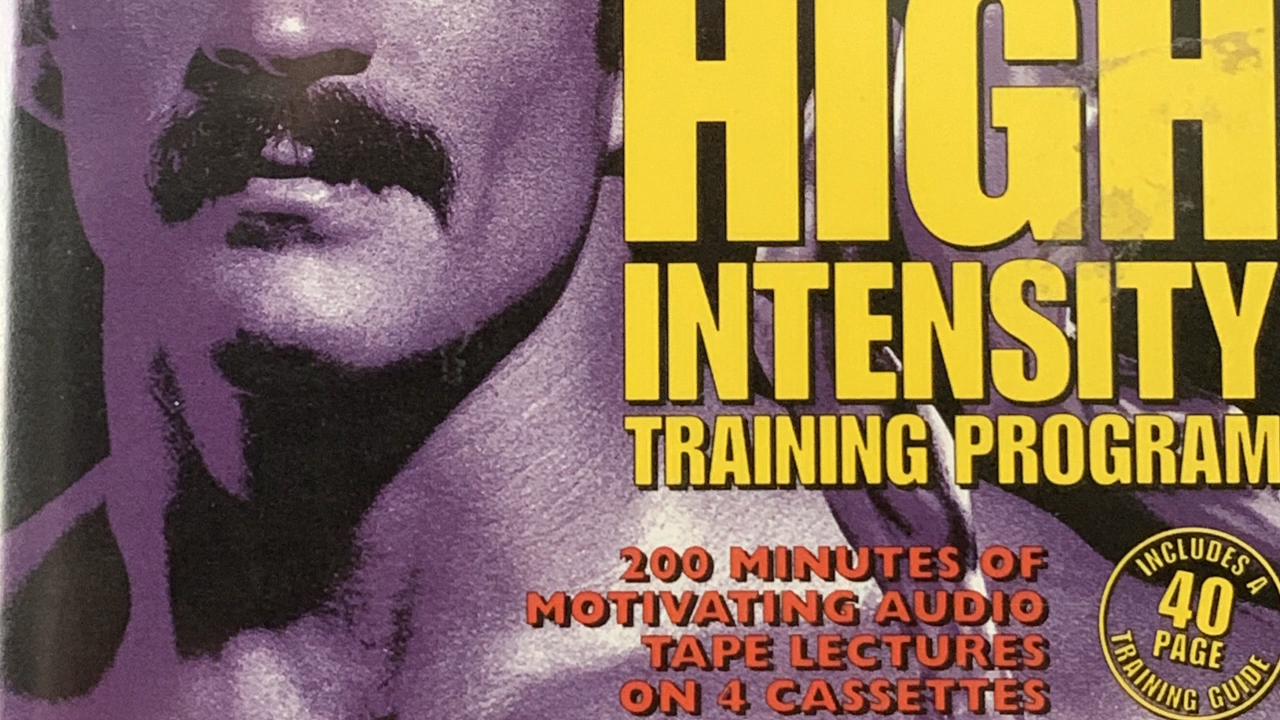 HIGH
INTENSITY
TRAINING PROGRAM
200 MINUTES OF
MOTIVATING AUDIO
TAPE LECTURES
ON 4 CASSETTES
INCLUDES A
40
PAGE
TRAINING GUIDE